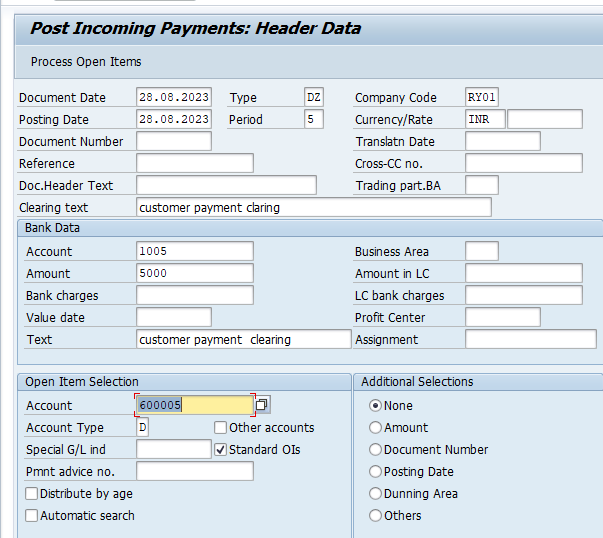 Post Incoming Payments: Header Data
Process Open Items
Document Date 28.08.2023 Type DZ Company Code RY01
Posting Date 28.08.2023 Period 5 Currency/Rate INR
Document Number Translatn Date
Reference Cross-CC no.
Doc.Header Text Trading part.BA
Clearing text customer payment claring
Bank Data
Account 1005 Business Area
Amount 5000 Amount in LC
Bank charges LC bank charges
Value date Profit Center
Text customer payment clearing Assignment
Open Item Selection Additional Selections
Account 600005 None
Account Type D Other accounts Amount
Special G/L ind Standard OIs Document Number
Pmnt advice no. Posting Date
Distribute by age Dunning Area
Automatic search Others